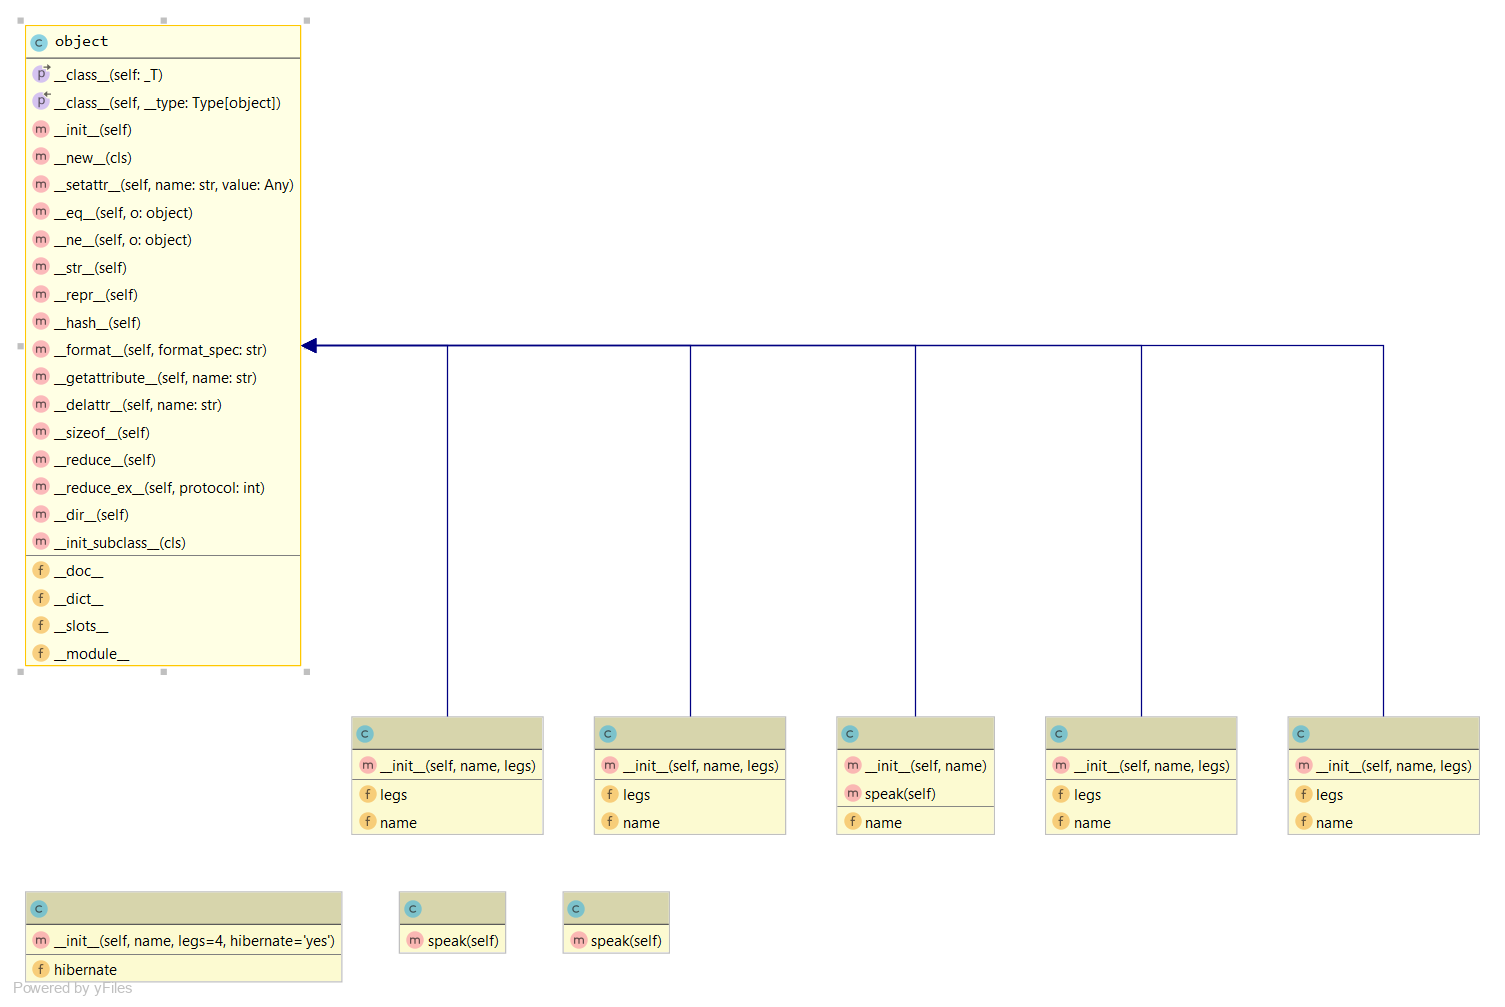 c object
p __class__(self: _T)
p __class__(self, __type: Type[object])
m __init__(self)
m __new__(cls)
m __setattr__(self, name: str, value: Any)
m __eq__(self, o: object)
m __ne__(self, o: object)
m __str__(self)
m __repr__(self)
m __hash__(self)
m __format__(self, format_spec: str)
m __getattribute__(self, name: str)
m __delattr__(self, name: str)
m __sizeof__(self)
m __reduce__(self)
m __reduce_ex__(self, protocol: int)
m __dir__(self)
m __init_subclass__(cls)
f __doc__
f __dict__
f __slots__
f __module__
c
m __init__(self, name, legs)
f legs
f name
c
m __init__(self, name, legs)
f legs
f name
c
m __init__(self, name)
m speak(self)
f name
c
m __init__(self, name, legs)
f legs
f name
c
m __init__(self, name, legs)
f legs
f name
c
m __init__(self, name, legs=4, hibernate='yes')
f hibernate
c
m speak(self)
c
m speak(self)
Powered by yFiles